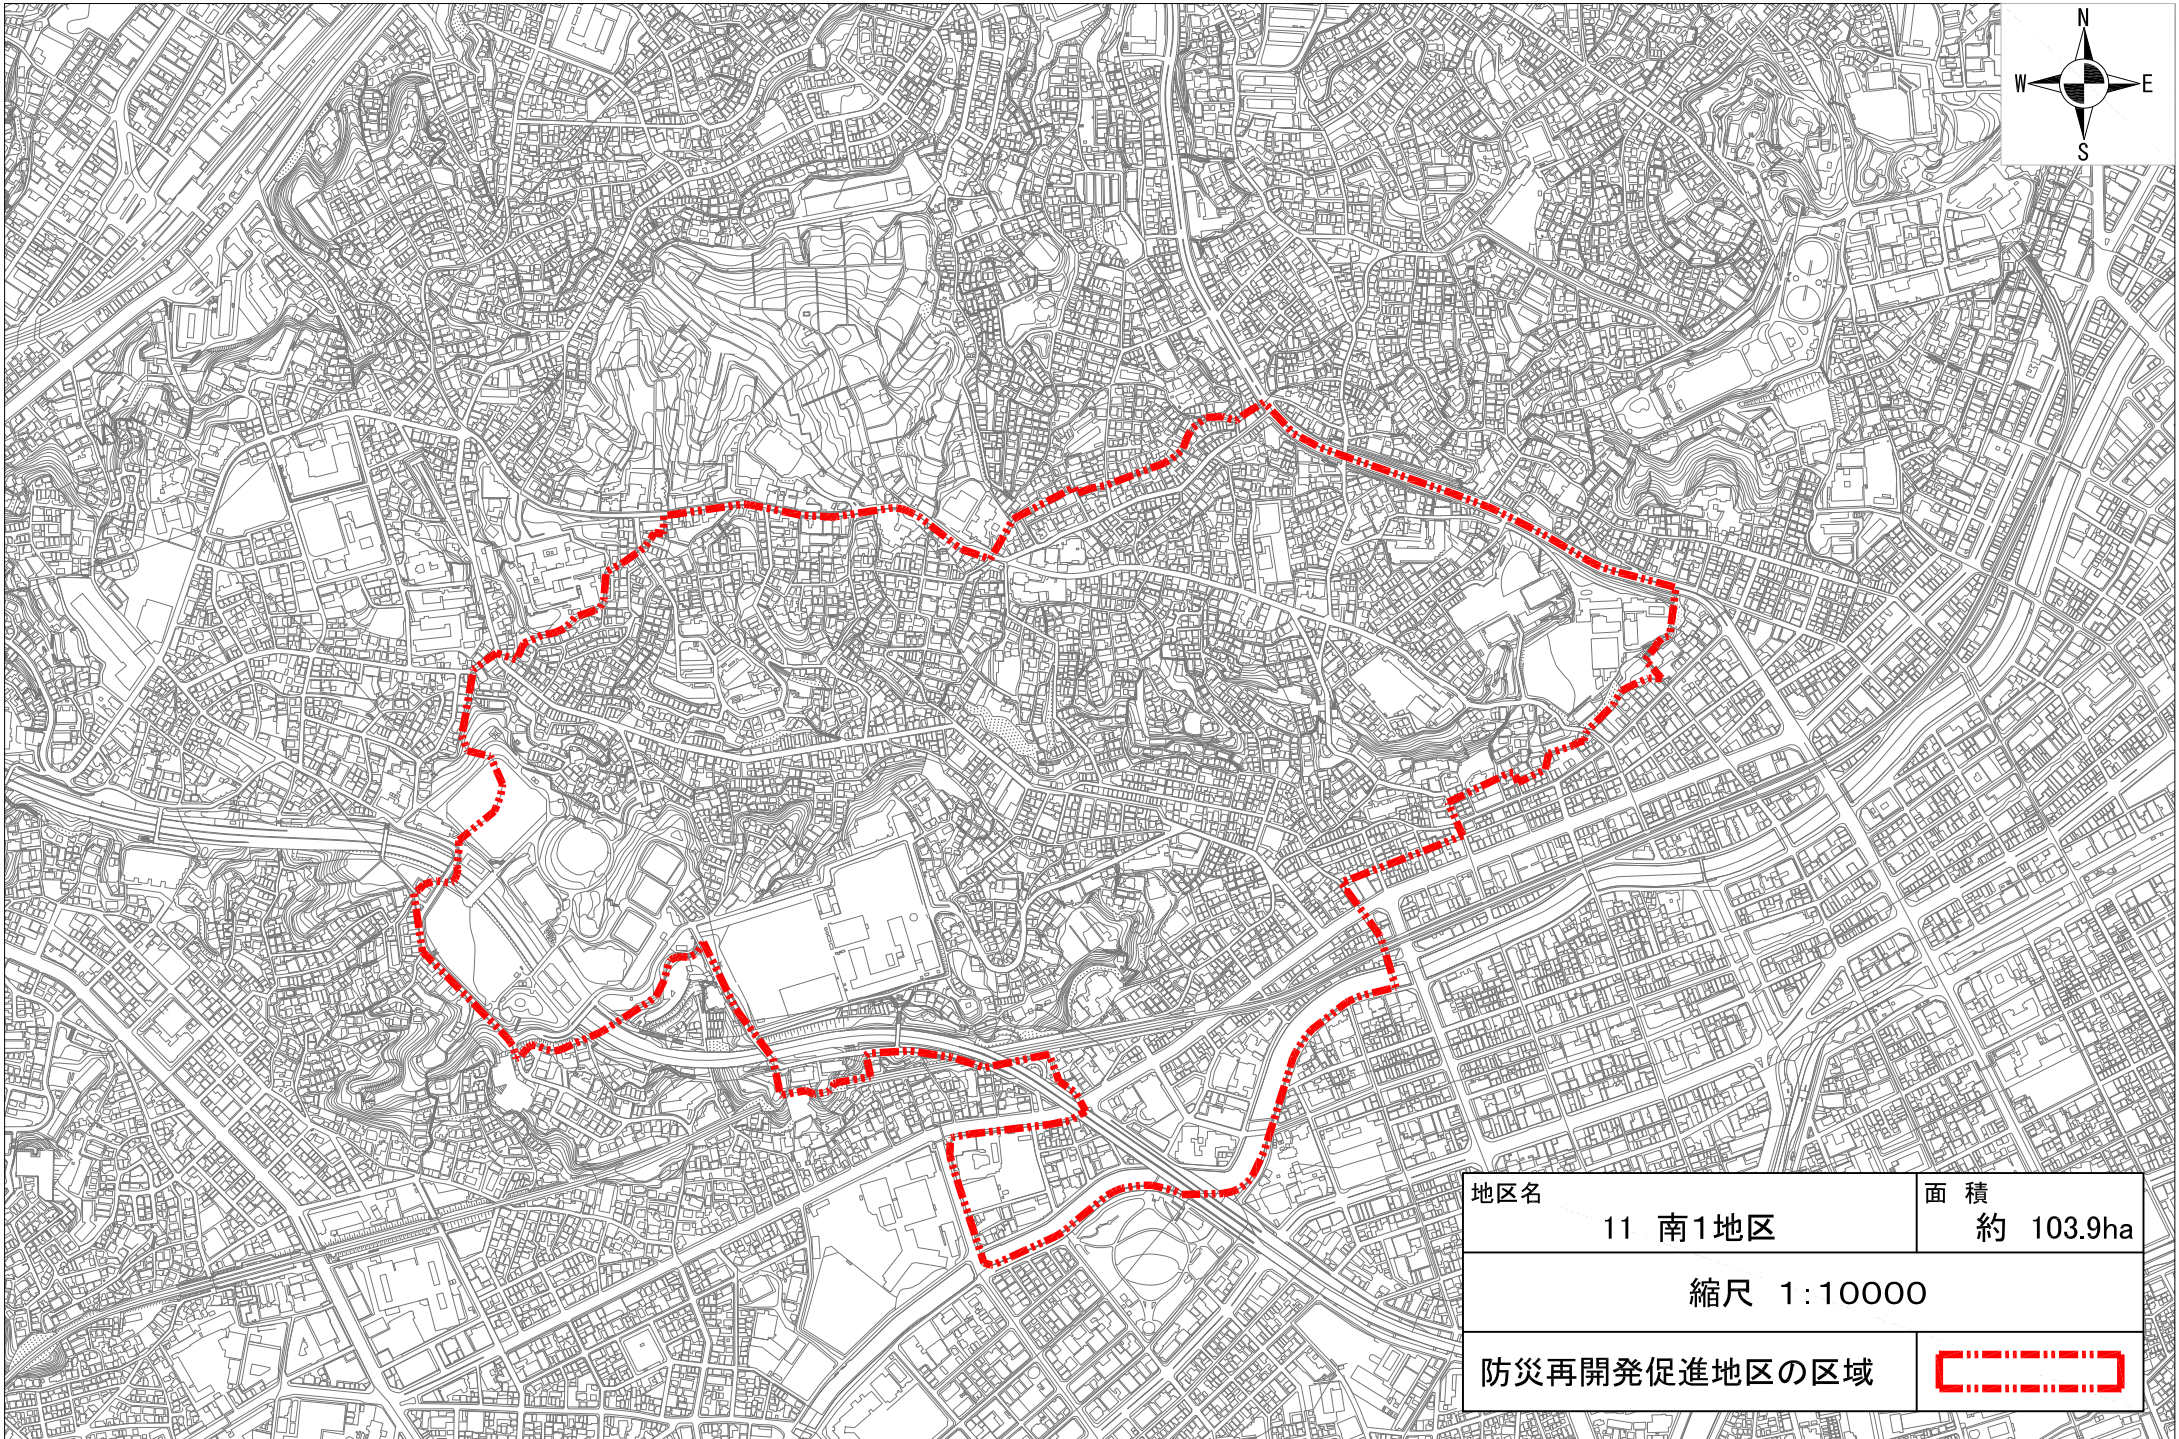 N
W E
S
地区名
11 南1地区
面 積
約 103.9ha
縮尺 1:10000
防災再開発促進地区の区域